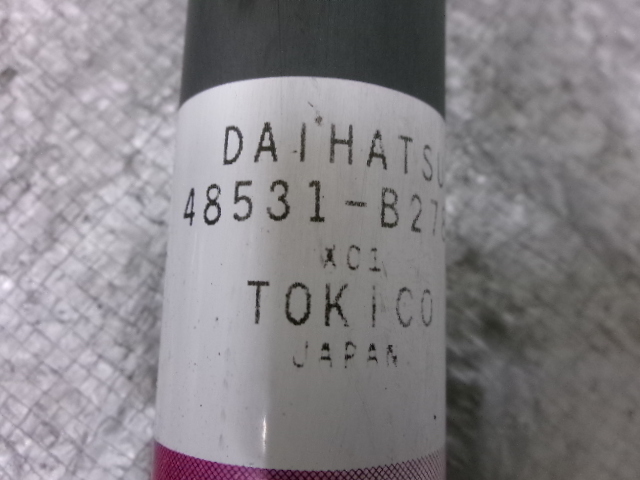 DAIHATSU
48531-B27
XC1
TOKICO
JAPAN